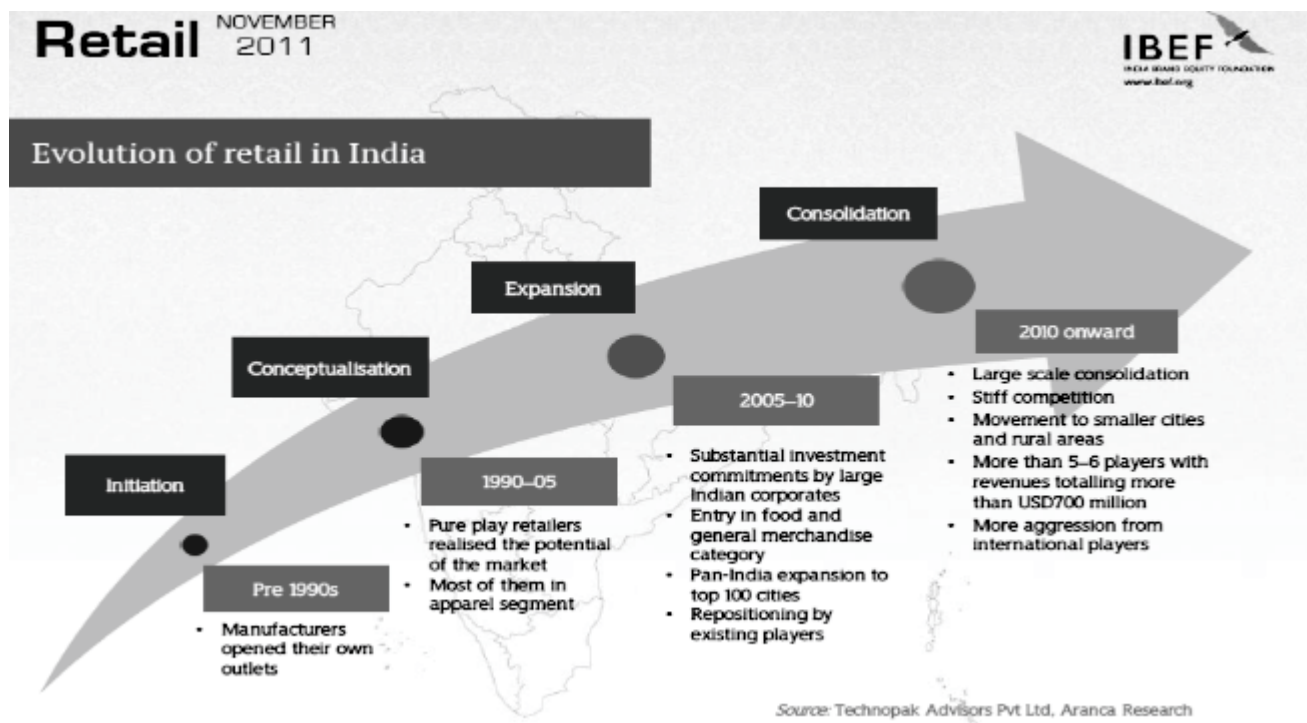 Retail
NOVEMBER
2011
IBEF
INDIA BRAND EQUITY FOUNDATION
www.ibef.org
Evolution of retail in India
Initiation
Pre 1990s
• Manufacturers
opened their own
outlets
Conceptualisation
1990–05
• Pure play retailers
realised the potential
of the market
• Most of them in
apparel segment
Expansion
2005–10
• Substantial investment
commitments by large
Indian corporates
• Entry in food and
general merchandise
category
• Pan-India expansion to
top 100 cities
• Repositioning by
existing players
Consolidation
2010 onward
• Large scale consolidation
• Stiff competition
• Movement to smaller cities
and rural areas
• More than 5–6 players with
revenues totalling more
than USD700 million
• More aggression from
international players
Source: Technopak Advisors Pvt Ltd, Aranca Research